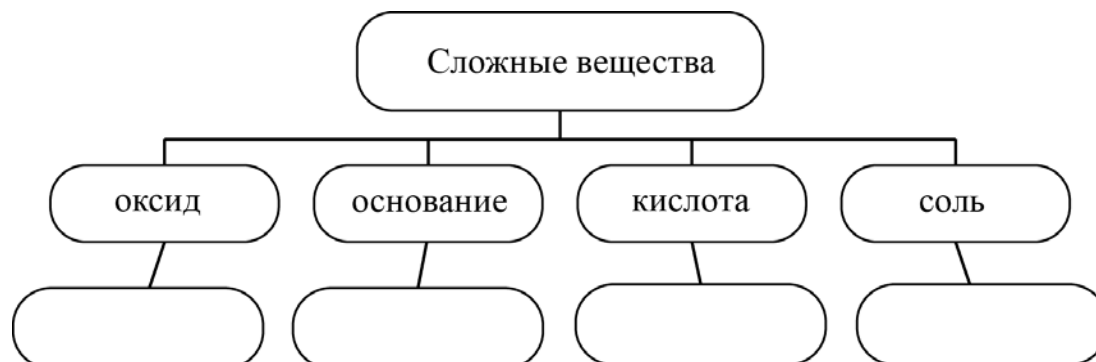 Сложные вещества
оксид
основание
кислота
соль